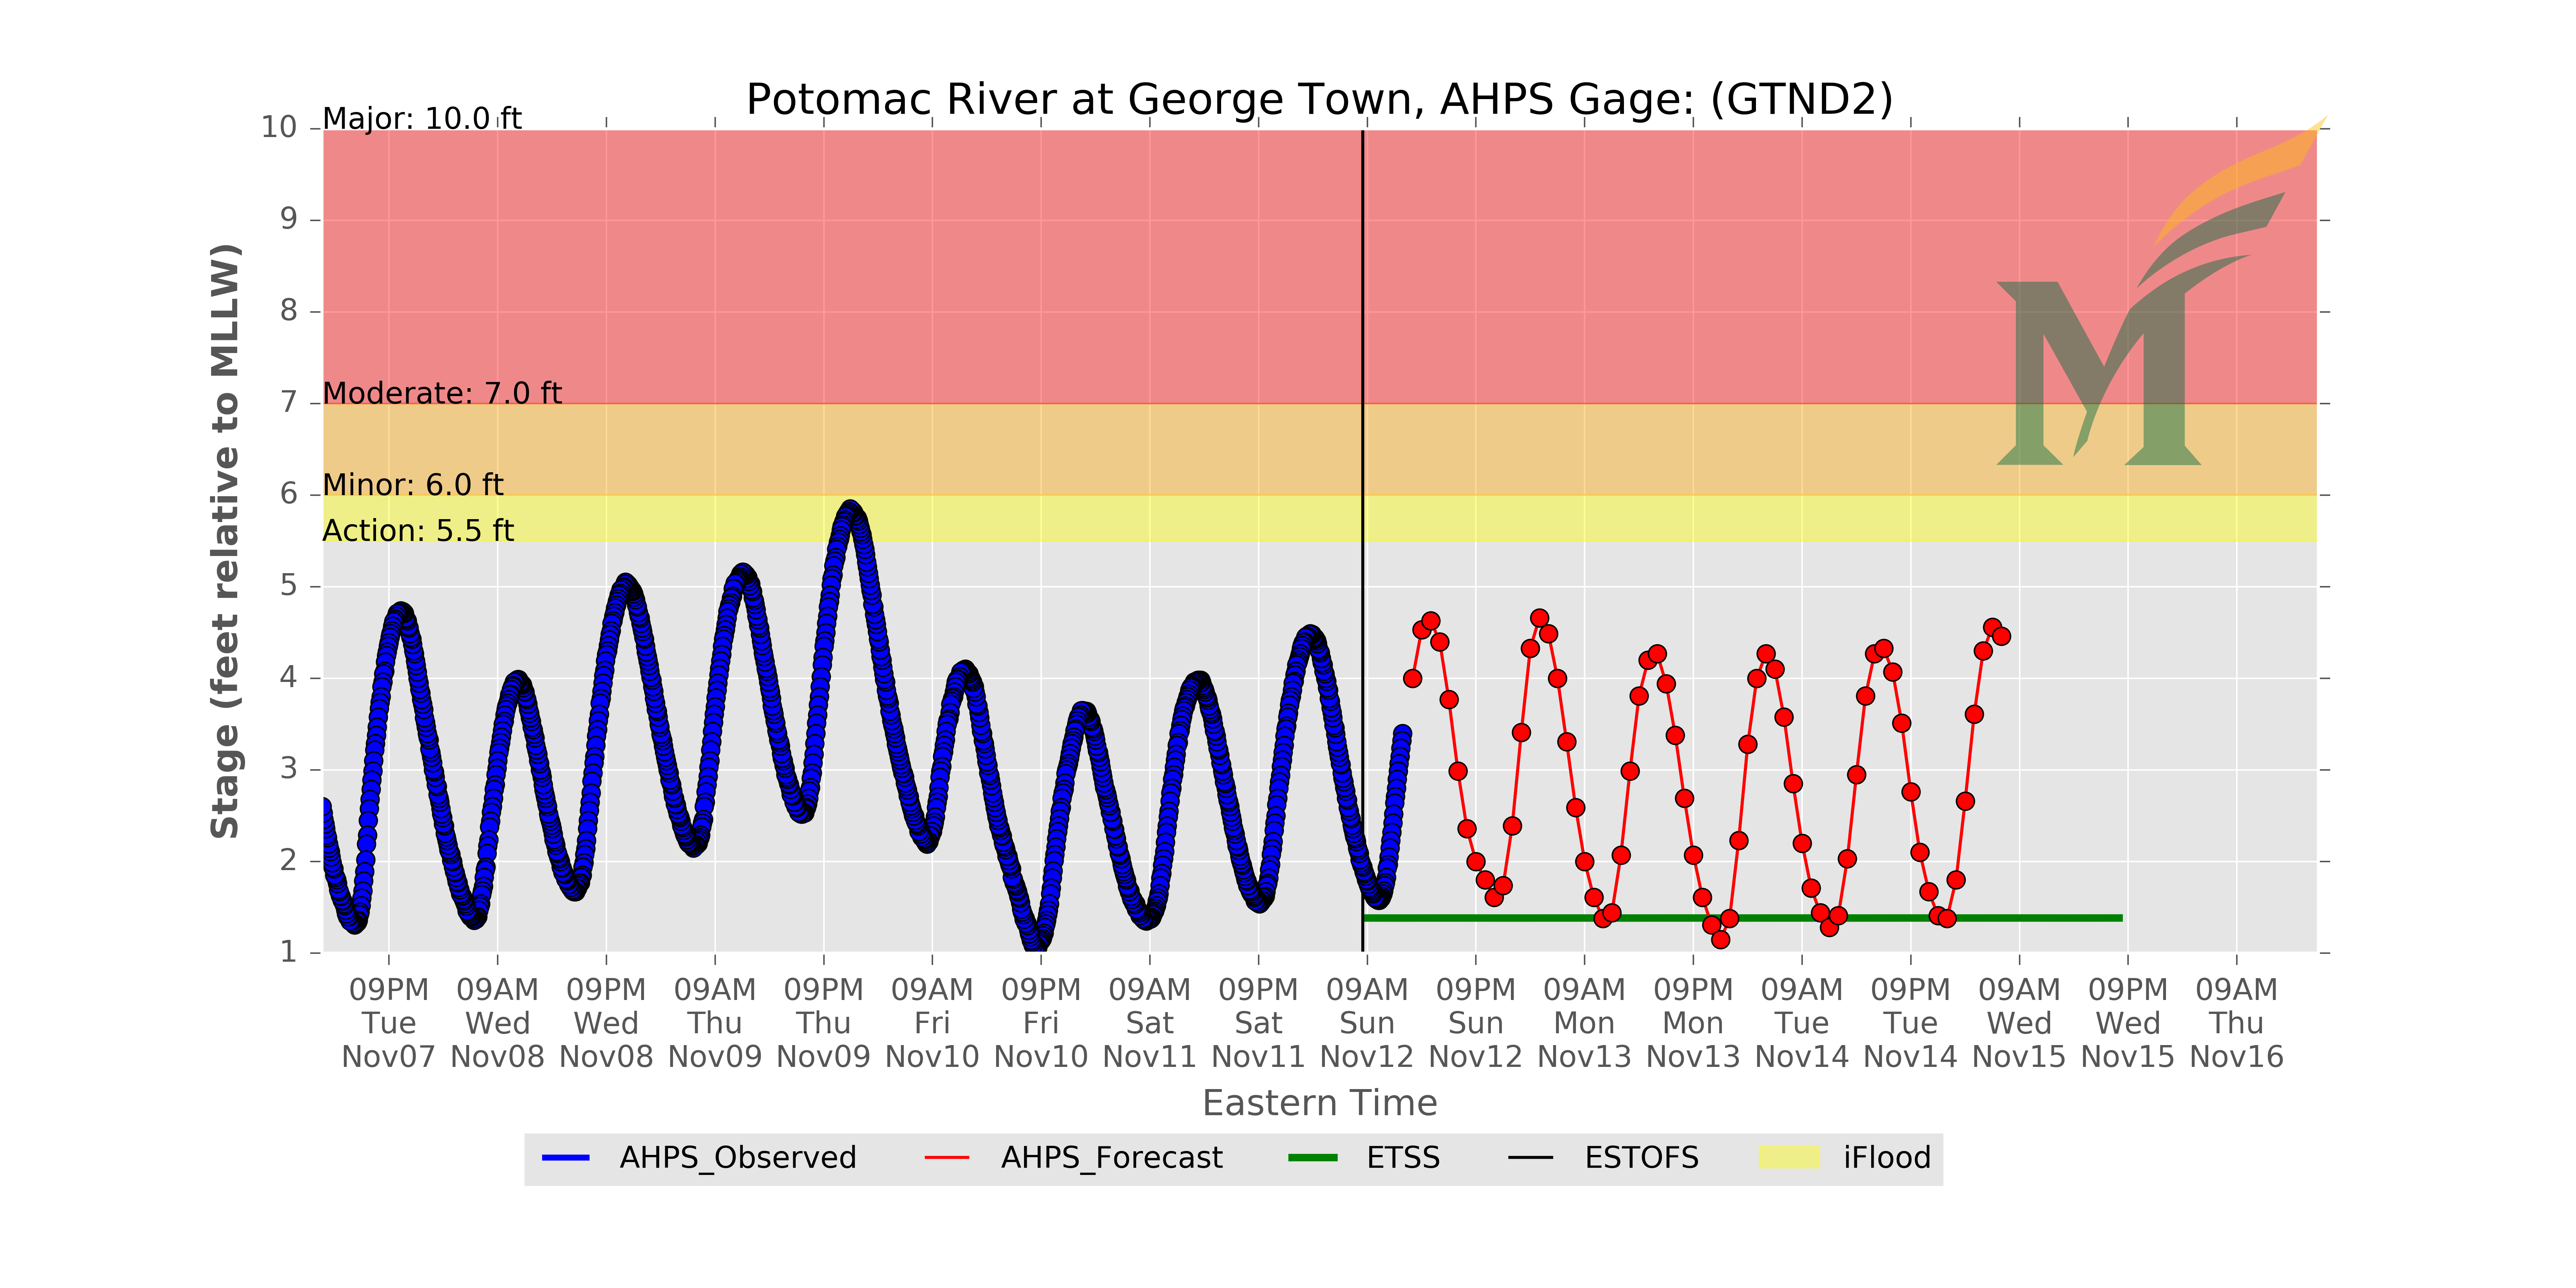 Potomac River at George Town, AHPS Gage: (GTND2)
Major: 10.0 ft
Moderate: 7.0 ft
Minor: 6.0 ft
Action: 5.5 ft
Stage (feet relative to MLLW)
10
9
8
7
6
5
4
3
2
1
09PM 09AM 09PM 09AM 09PM 09AM 09PM 09AM 09PM 09AM 09PM 09AM 09PM 09AM 09PM 09AM 09PM 09AM
Tue Wed Wed Thu Thu Fri Fri Sat Sat Sun Sun Mon Mon Tue Tue Wed Wed Thu
Nov07 Nov08 Nov08 Nov09 Nov09 Nov10 Nov10 Nov11 Nov11 Nov12 Nov12 Nov13 Nov13 Nov14 Nov14 Nov15 Nov15 Nov16
Eastern Time
AHPS_Observed AHPS_Forecast ETSS ESTOFS iFlood
M